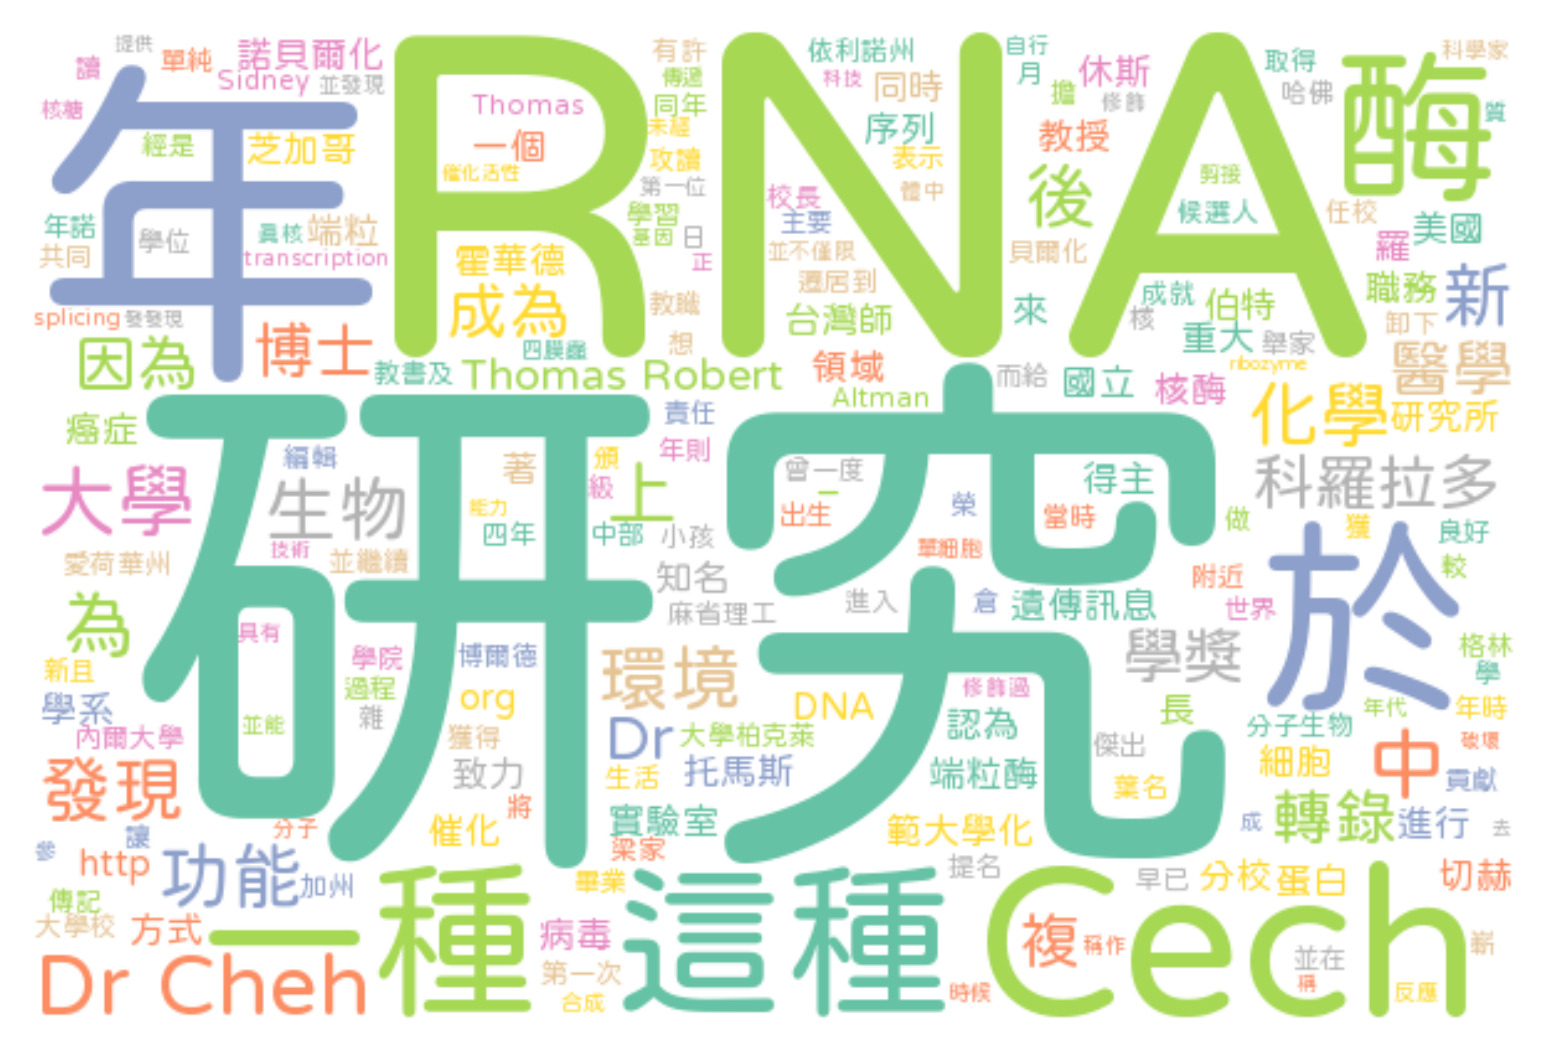 提供
單純
諾貝爾化
讀
Sidney
並發現
核糖
年
RNA
酶
有許
傳遞
同年
未經
攻讀
第一位
學習
基因
日
正
Thomas
一個
催化活性
依利諾州
科技
同時
序列
表示
體中
校長
主要
並不僅限
遷居到
自行
月
休斯
擔
修飾
教授
後
取得
哈佛
科學家
質
剪接
候選人
任校
美國
羅
貝爾化
經是
芝加哥
年諾
共同
學位
真核
端粒
transcription
splicing
霍華德
成為
教職
想
台灣師
來
成就
核
伯特
重大
舉家
職務
卸下
新
因為
博士
四膜蟲
教書及
Thomas Robert
領域
Altman
而給
國立
核酶
ribozyme
醫學
化學
研究所
癌症
研究
編輯
責任
年則
著
頒
級
上
大學
生物
能力
四年
中部
小孩
曾一度
出生
榮
得主
當時
單細胞
科羅拉多
做
獲
良好
較
技術
愛荷華州
並繼續
知名
麻省理工
進入
倉
遺傳訊息
附近
世界
於
為
具有
學院
過程
雜
博爾德
org
獲得
環境
Dr
DNA
大學柏克萊
修飾過
認為
長
學獎
格林
學
新且
學系
並能
內爾大學
年代
年時
分子生物
細胞
中
破壞
貢獻
發現
致力
生活
托馬斯
端粒酶
傑出
葉名
將
分子
催化
實驗室
梁家
範大學化
成
轉錄
進行
去
讓
參
http
功能
加州
傳記
大學校
方式
畢業
提名
早已
分校
蛋白
切赫
Dr Cheh
一種
病毒
第一次
合成
這種
時候
Cech
複
稱作
並在
稱
反應
嶄